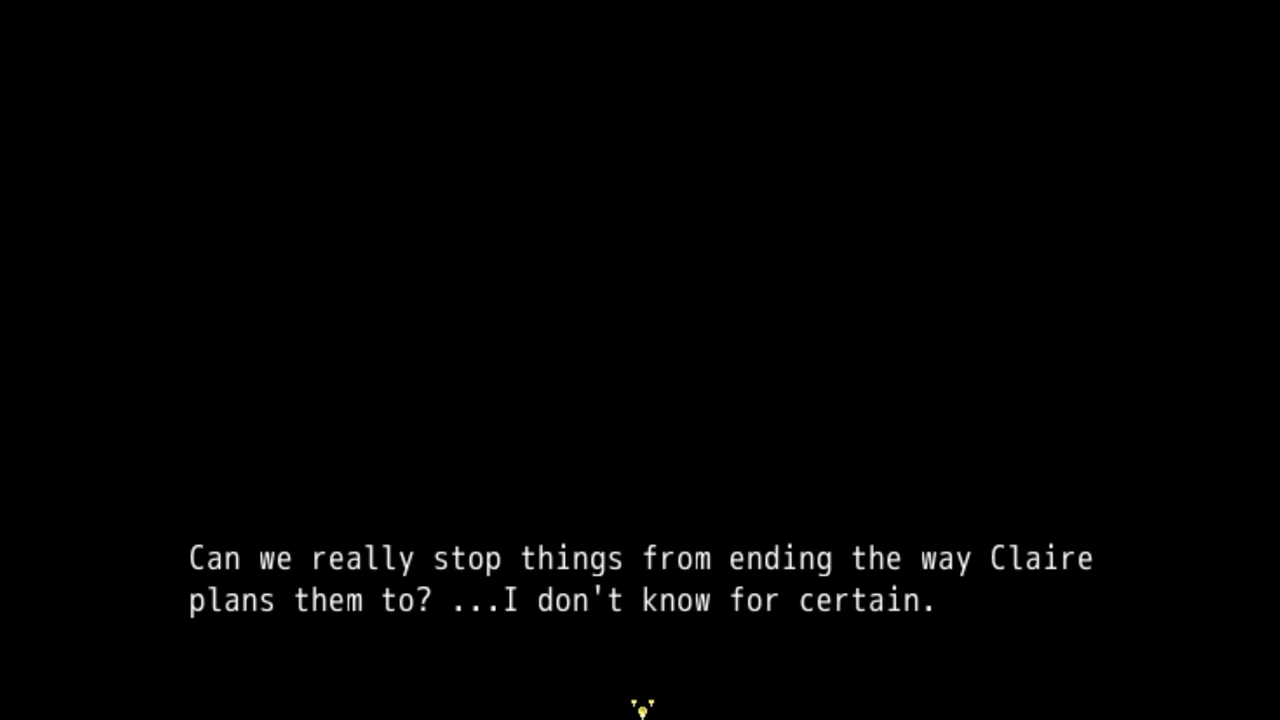 Can we really stop things from ending the way Claire
plans them to? ...I don't know for certain.